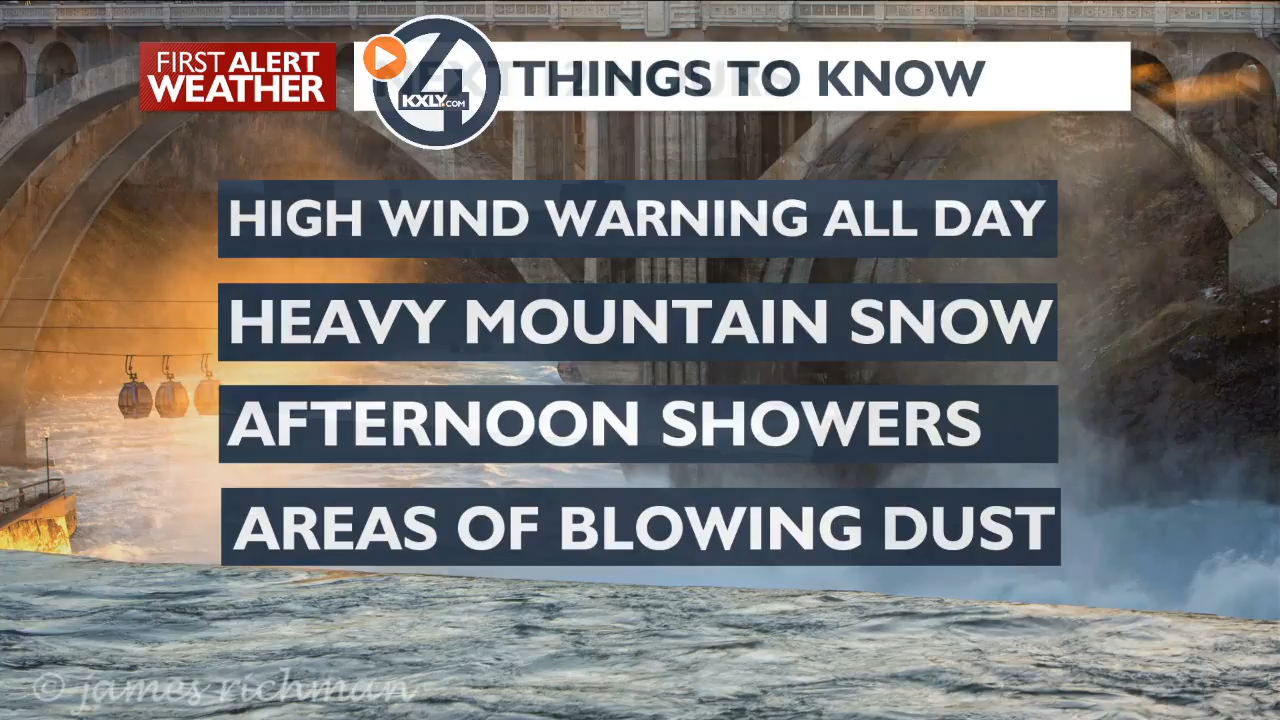 FIRST ALERT
WEATHER
4 THINGS TO KNOW
KXLY.COM
HIGH WIND WARNING ALL DAY
HEAVY MOUNTAIN SNOW
AFTERNOON SHOWERS
AREAS OF BLOWING DUST
© james richman